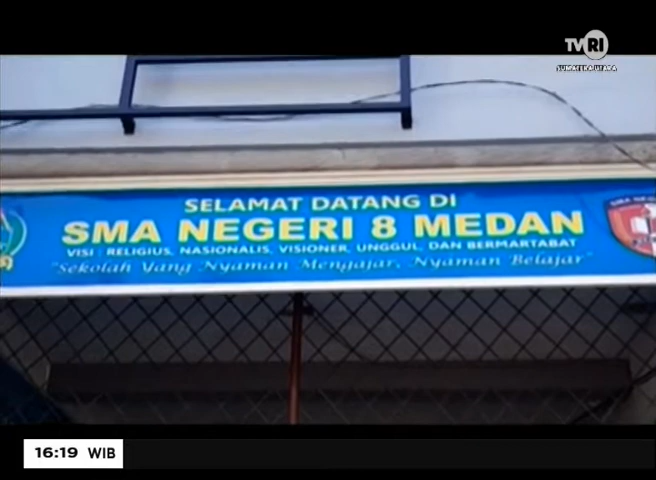 TVRI
SUMATERA UTARA
SELAMAT DATANG DI
SMA NEGERI 8 MEDAN
VISI : RELIGIUS, NASIONALIS, VISIONER, UNGGUL, DAN BERMARTABAT
"Sekolah Yang Nyaman Mengajar, Nyaman Belajar"
16:19 WIB